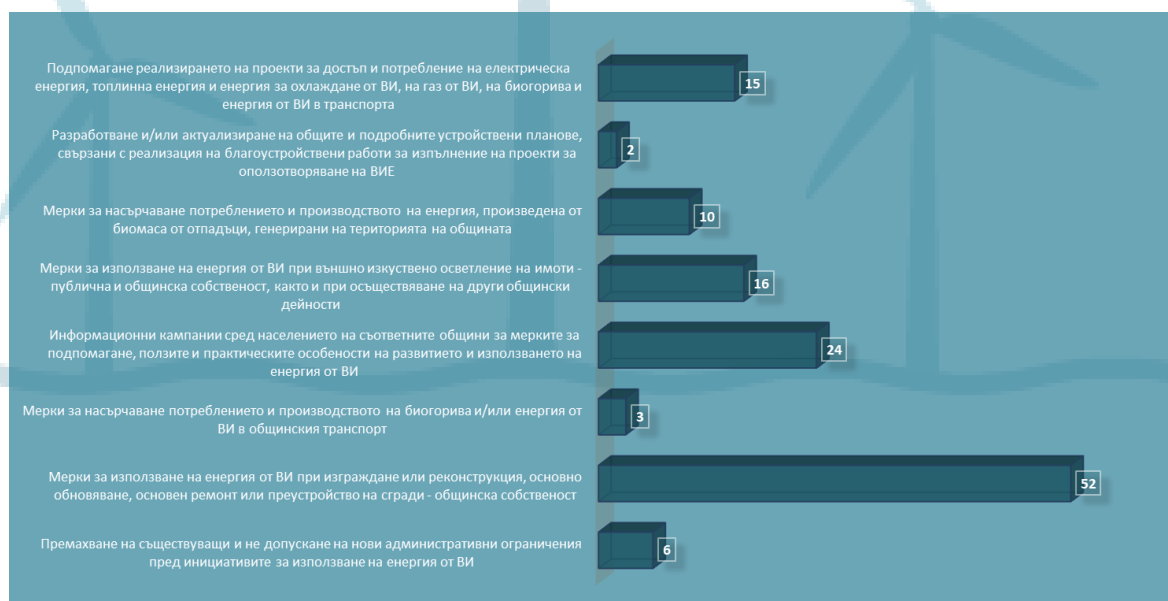 Подпомагане реализирането на проекти за достъп и потребление на електрическа
енергия, топлинна енергия и енергия за охлаждане от ВИ, на газ от ВИ, на биогорива и
енергия от ВИ в транспорта
15
Разработване и/или актуализиране на общите и подробните устройствени планове,
свързани с реализация на благоустройствени работи за изпълнение на проекти за
оползотворяване на ВИЕ
2
Мерки за насърчаване потреблението и производството на енергия, произведена от
биомаса от отпадъци, генерирани на територията на общината
10
Мерки за използване на енергия от ВИ при външно изкуствено осветление на имоти -
публична и общинска собственост, както и при осъществяване на други общински
дейности
16
Информационни кампании сред населението на съответните общини за мерките за
подпомагане, ползите и практическите особености на развитието и използването на
енергия от ВИ
24
Мерки за насърчаване потреблението и производството на биогорива и/или енергия от
ВИ в общинския транспорт
3
Мерки за използване на енергия от ВИ при изграждане или реконструкция, основно
обновяване, основен ремонт или преустройство на сгради - общинска собственост
52
Премахване на съществуващи и не допускане на нови административни ограничения
пред инициативите за използване на енергия от ВИ
6